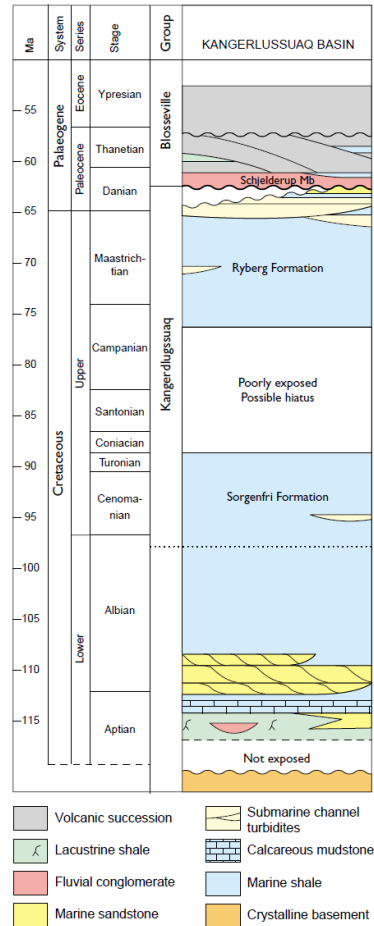 Ma
System
Series
Stage
Group
KANGERLUSSUAQ BASIN
55
60
65
70
75
80
85
90
95
100
105
110
115
Palaeogene
Cretaceous
Eocene
Paleocene
Upper
Lower
Ypresian
Thanetian
Danian
Maastrich-
tian
Campanian
Santonian
Coniacian
Turonian
Cenoma-
nian
Albian
Aptian
Blosseville
Kangerdlugssuaq
Schjelderup Mb
Ryberg Formation
Poorly exposed
Possible hiatus
Sorgenfri Formation
Not exposed
Volcanic succession
Lacustrine shale
Fluvial conglomerate
Marine sandstone
Submarine channel
turbidites
Calcareous mudstone
Marine shale
Crystalline basement